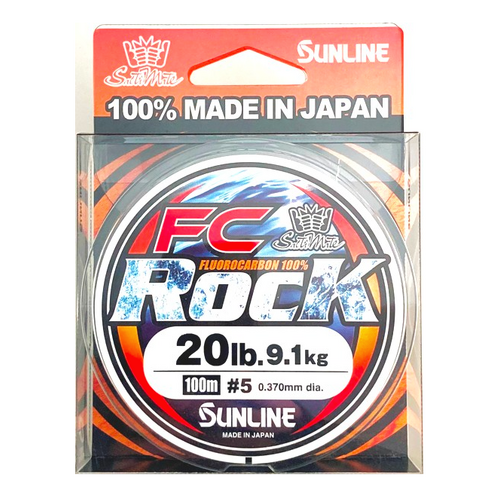 SaltiMate
SUNLINE
100% MADE IN JAPAN
FC
SaltiMate
FLUOROCARBON 100%
ROCK
20lb. 9.1kg
100m #5 0.370mm dia.
SUNLINE
MADE IN JAPAN